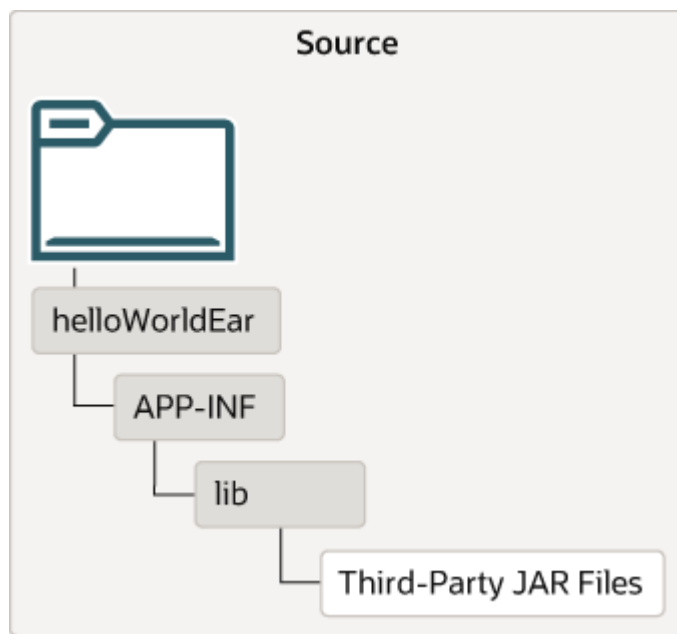 Source
helloWorldEar
APP-INF
lib
Third-Party JAR Files